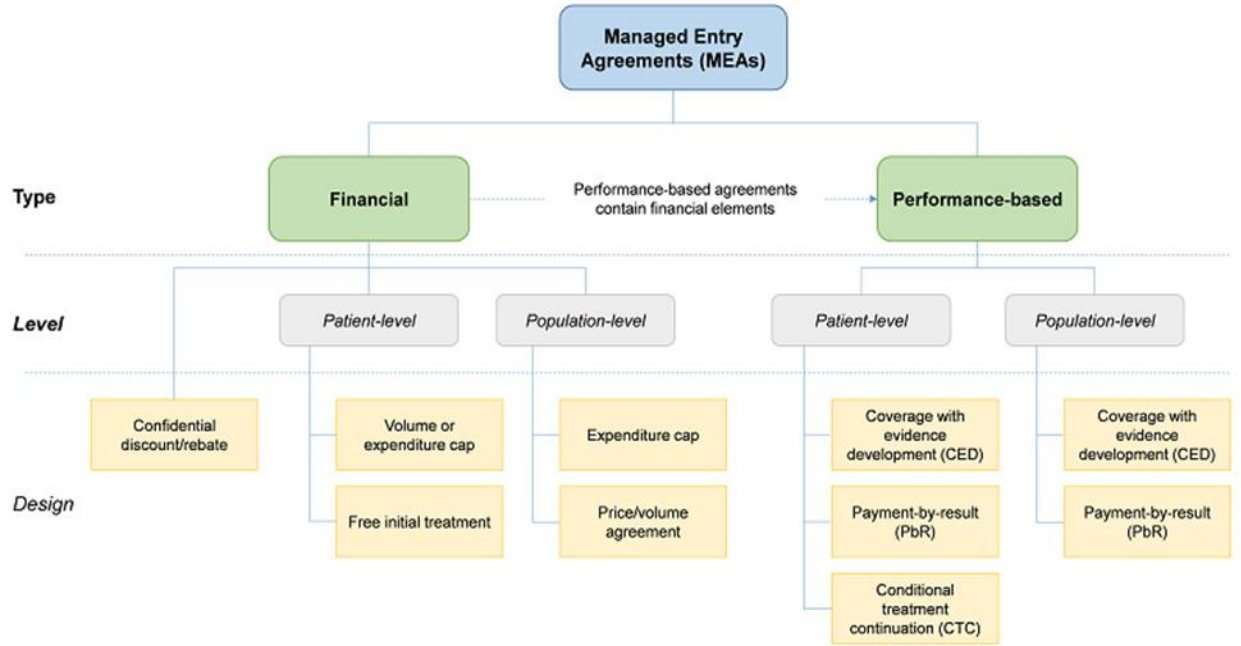 Managed Entry
Agreements (MEAs)
Type
Financial
Performance-based agreements
contain financial elements
Performance-based
Level
Patient-level
Population-level
Patient-level
Population-level
Design
Confidential
discount/rebate
Volume or
expenditure cap
Expenditure cap
Coverage with
evidence
development (CED)
Coverage with
evidence
development (CED)
Free initial treatment
Price/volume
agreement
Payment-by-result
(PbR)
Payment-by-result
(PbR)
Conditional
treatment
continuation (CTC)